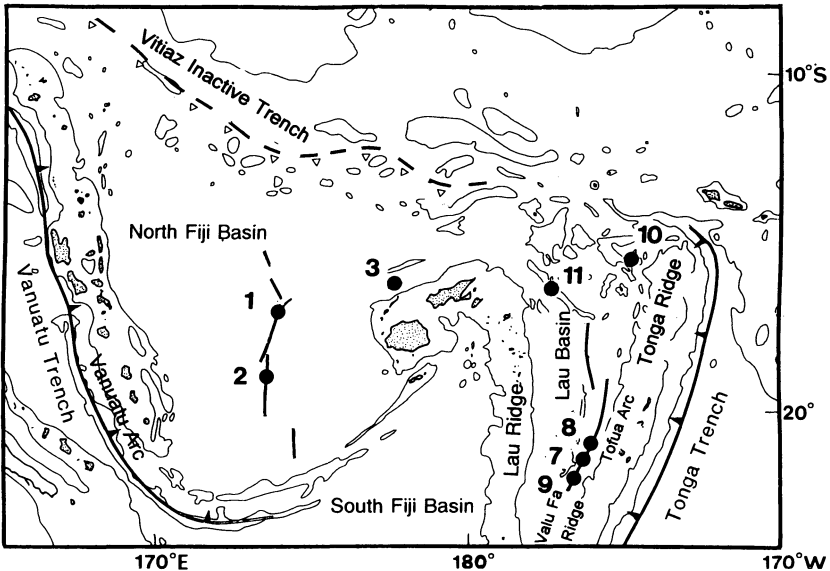 Vitiaz Inactive Trench
10°S
North Fiji Basin
10
3
11
1
Vanuatu Trench
Tonga Ridge
Lau Basin
2
Vanuatu Arc
Lau Ridge
20°
Tofua Arc
8
7
Tonga Trench
9
South Fiji Basin
Valu Fa
Ridge
170°E
180°
170°W